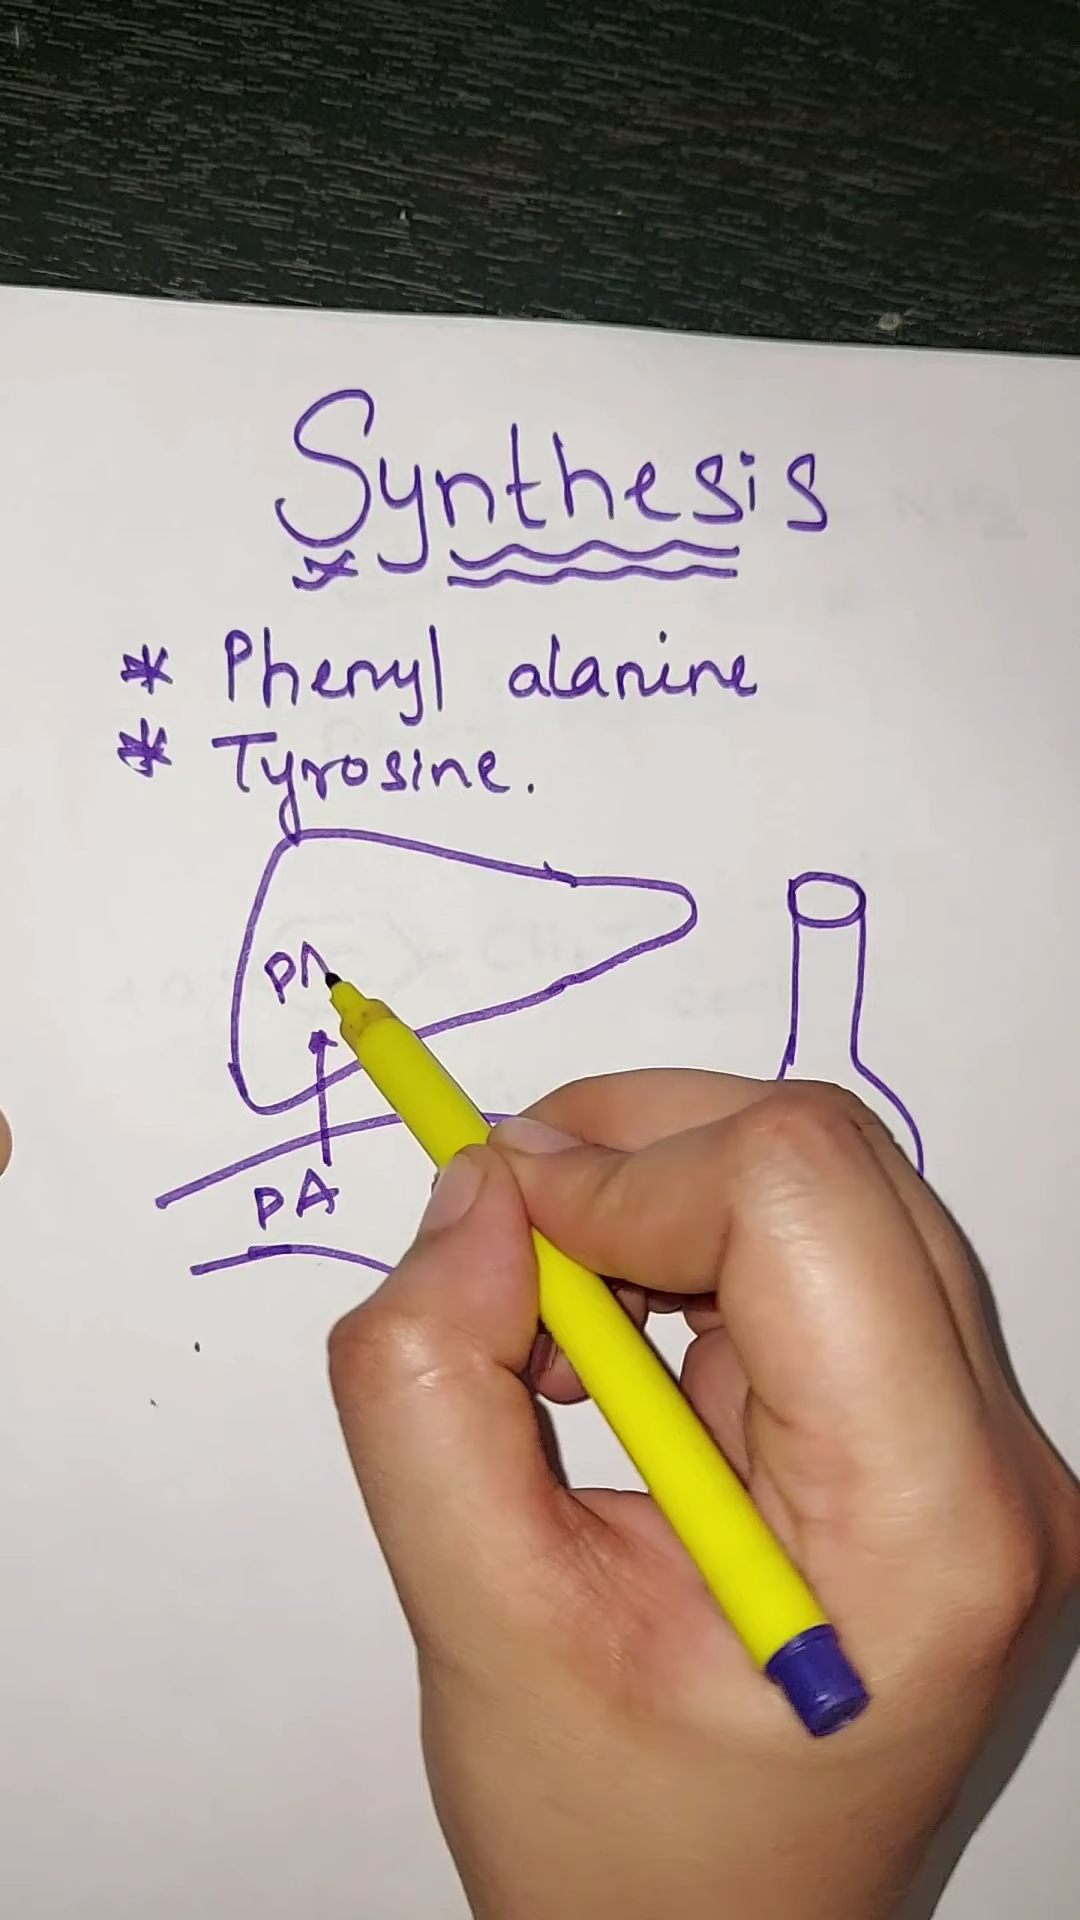 Synthesis
* Phenyl alanine
* Tyrosine.
PA
PA